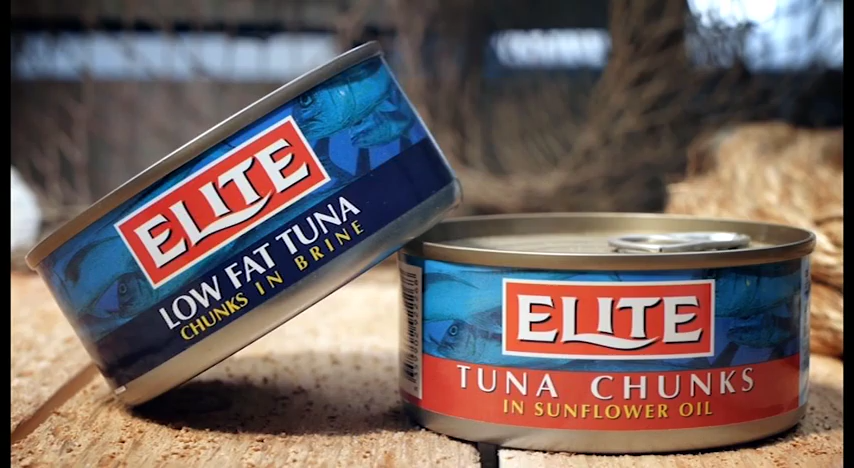 ELITE
LOW FAT TUNA
CHUNKS IN BRINE
ELITE
TUNA CHUNKS
IN SUNFLOWER OIL